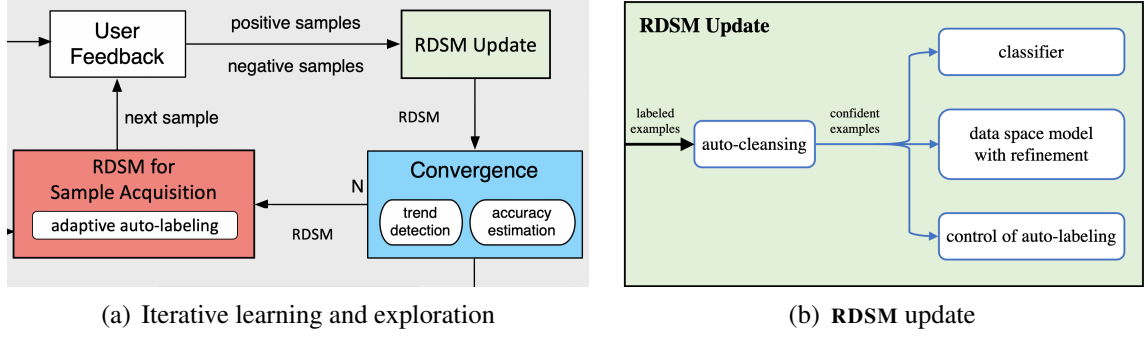 User
Feedback
positive samples
negative samples
RDSM Update
RDSM
next sample
RDSM for
Sample Acquisition
adaptive auto-labeling
N
RDSM
Convergence
trend
detection
accuracy
estimation
(a) Iterative learning and exploration
RDSM Update
labeled
examples
auto-cleansing
confident
examples
classifier
data space model
with refinement
control of auto-labeling
(b) RDSM update